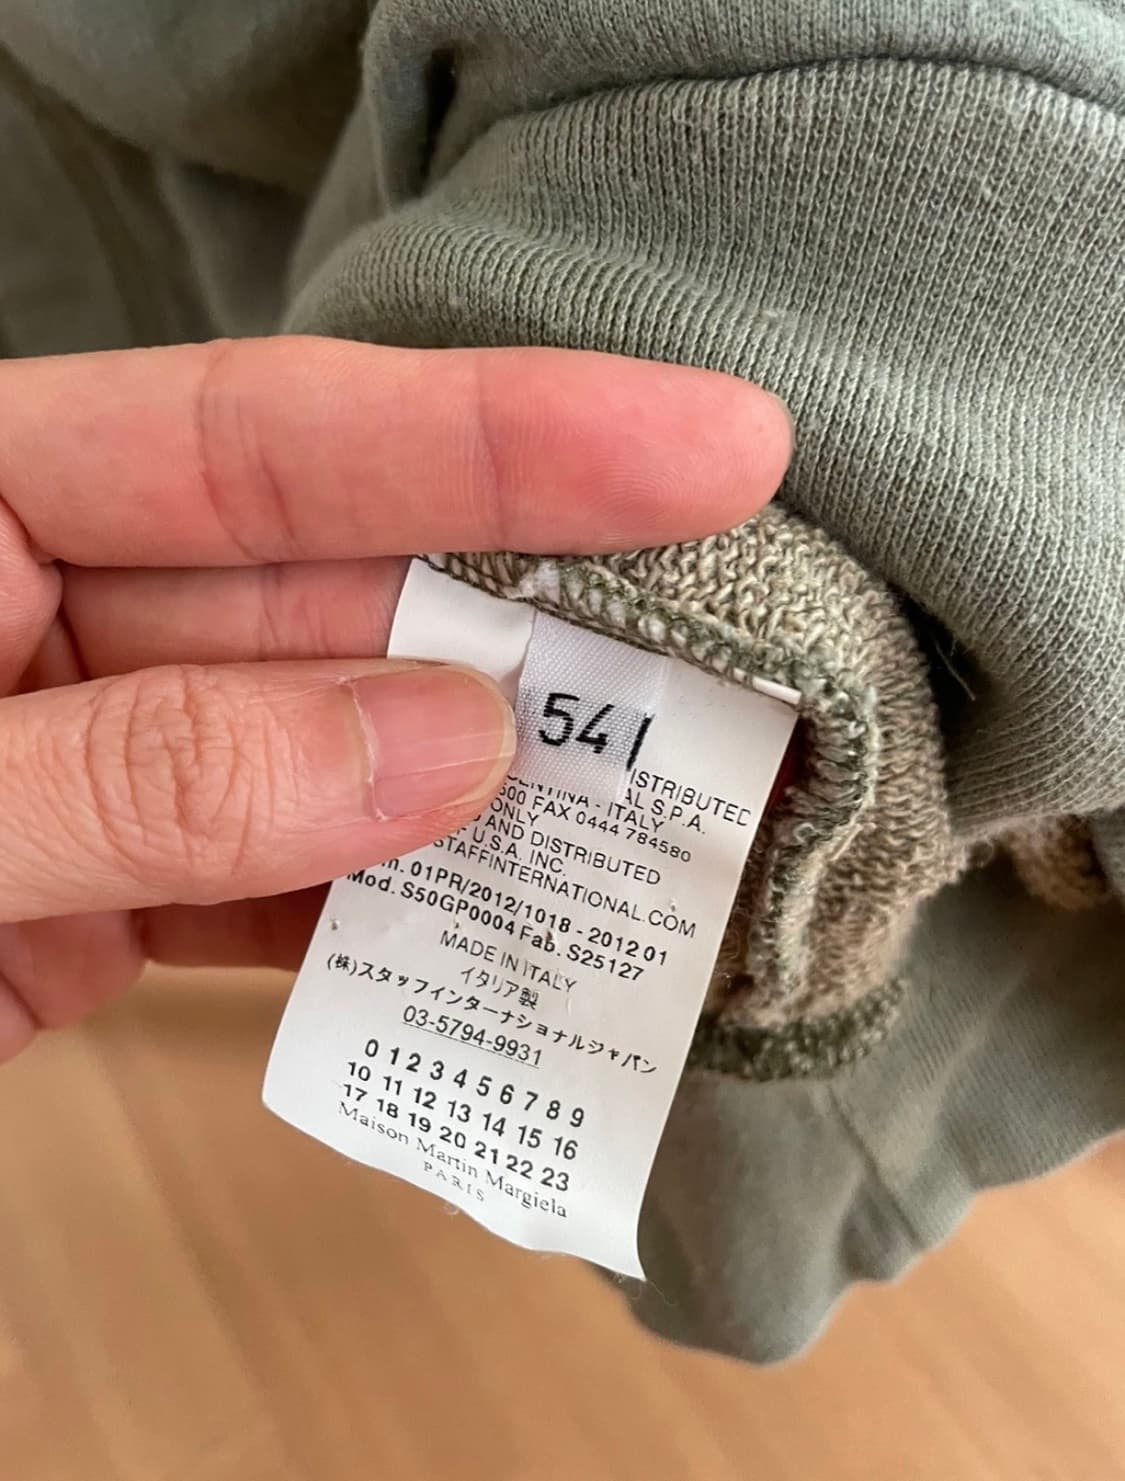 54
ISTRIBUTED
- ITALY AL S.P.A.
FAX 0444 784580
ONLY
AND DISTRIBUTED
U.S.A. INC.
STAFFINTERNATIONAL.COM
01PR/2012/1018 - 2012 01
Mod. S50GP0004 Fab. S25127
MADE IN ITALY
イタリア製
(株)スタッフインターナショナルジャパン
03-5794-9931
0 1 2 3 4 5 6 7 8 9
10 11 12 13 14 15 16
17 18 19 20 21 22 23
Maison Martin Margiela
PARIS